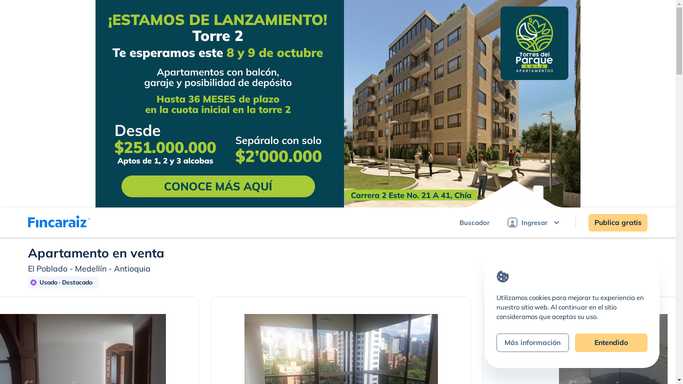 ¡ESTAMOS DE LANZAMIENTO!
Torre 2
Te esperamos este 8 y 9 de octubre
Apartamentos con balcón,
garaje y posibilidad de depósito
Hasta 36 MESES de plazo
en la cuota inicial en la torre 2
Desde
$251.000.000
Aptos de 1, 2 y 3 alcobas
Sepáralo con solo
$2'000.000
CONOCE MÁS AQUÍ
Torres del
Parque
CHÍA
APARTAMENTOS
Carrera 2 Este No. 21 A 41, Chía
Fincaraiz
Buscador
Ingresar
Publica gratis
Apartamento en venta
El Poblado - Medellín - Antioquia
Usado · Destacado
Utilizamos cookies para mejorar tu experiencia en
nuestro sitio web. Al continuar en el sitio
consideramos que aceptas su uso.
Más información
Entendido